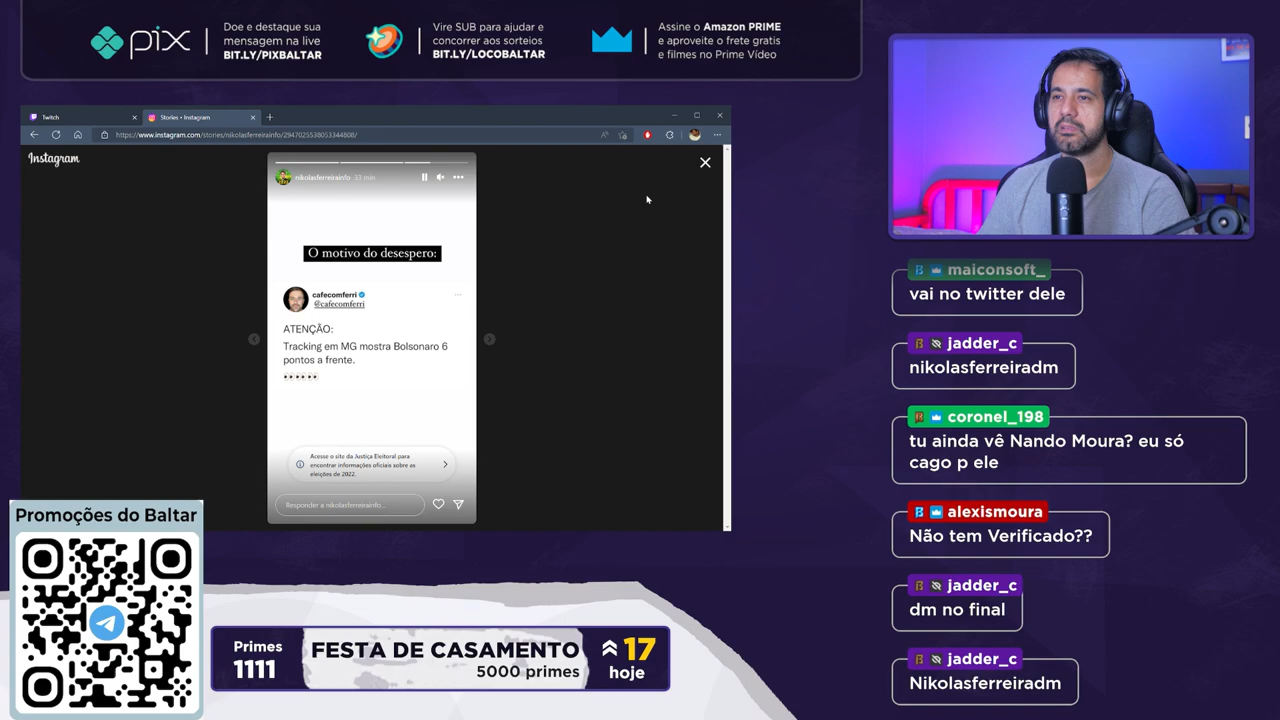 pix
Doe e destaque sua
mensagem na live
BIT.LY/PIXBALTAR
Vire SUB para ajudar e
concorrer aos sorteios
BIT.LY/LOCOBALTAR
Assine o Amazon PRIME
e aproveite o frete gratis
e filmes no Prime Vídeo
Twitch
Stories • Instagram
https://www.instagram.com/stories/nikolasferreirainfo/2947025538053344808/
Instagram
nikolasferreirainfo 33 min
O motivo do desespero:
cafecomferri
@cafecomferri
ATENÇÃO:
Tracking em MG mostra Bolsonaro 6
pontos a frente.
Acesse o site da Justiça Eleitoral para
encontrar informações oficiais sobre as
eleições de 2022.
Responder a nikolasferreirainfo...
maiconsoft_
vai no twitter dele
jadder_c
nikolasferreiradm
coronel_198
tu ainda vê Nando Moura? eu só
cago p ele
alexismoura
Não tem Verificado??
jadder_c
dm no final
jadder_c
Nikolasferreiradm
Promoções do Baltar
Primes
1111
FESTA DE CASAMENTO
5000 primes
17
hoje